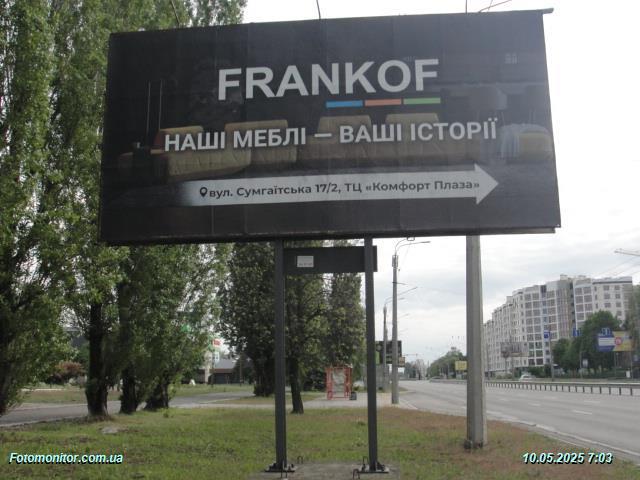 FRANKOF
НАШІ МЕБЛІ — ВАШІ ІСТОРІЇ
вул. Сумгаїтська 17/2, ТЦ «Комфорт Плаза»
Fotomonitor.com.ua
10.05.2025 7:03